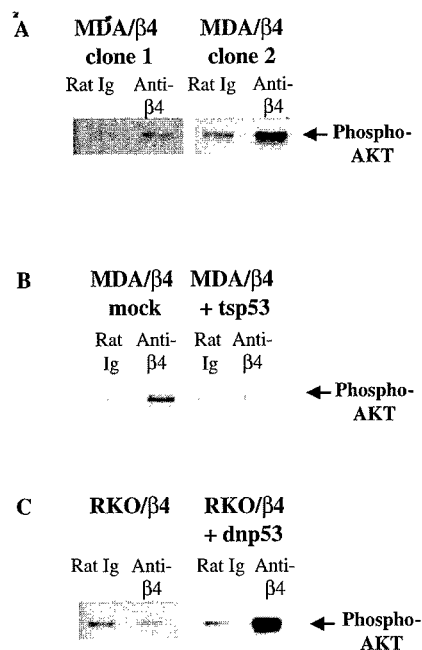 A
MDA/β4 MDA/β4
clone 1 clone 2
Rat Ig Anti- Rat Ig Anti-
β4 β4
Phospho-
AKT
B
MDA/β4 MDA/β4
mock + tsp53
Rat Anti- Rat Anti-
Ig β4 Ig β4
Phospho-
AKT
C
RKO/β4 RKO/β4
+ dnp53
Rat Ig Anti- Rat Ig Anti-
β4 β4
Phospho-
AKT